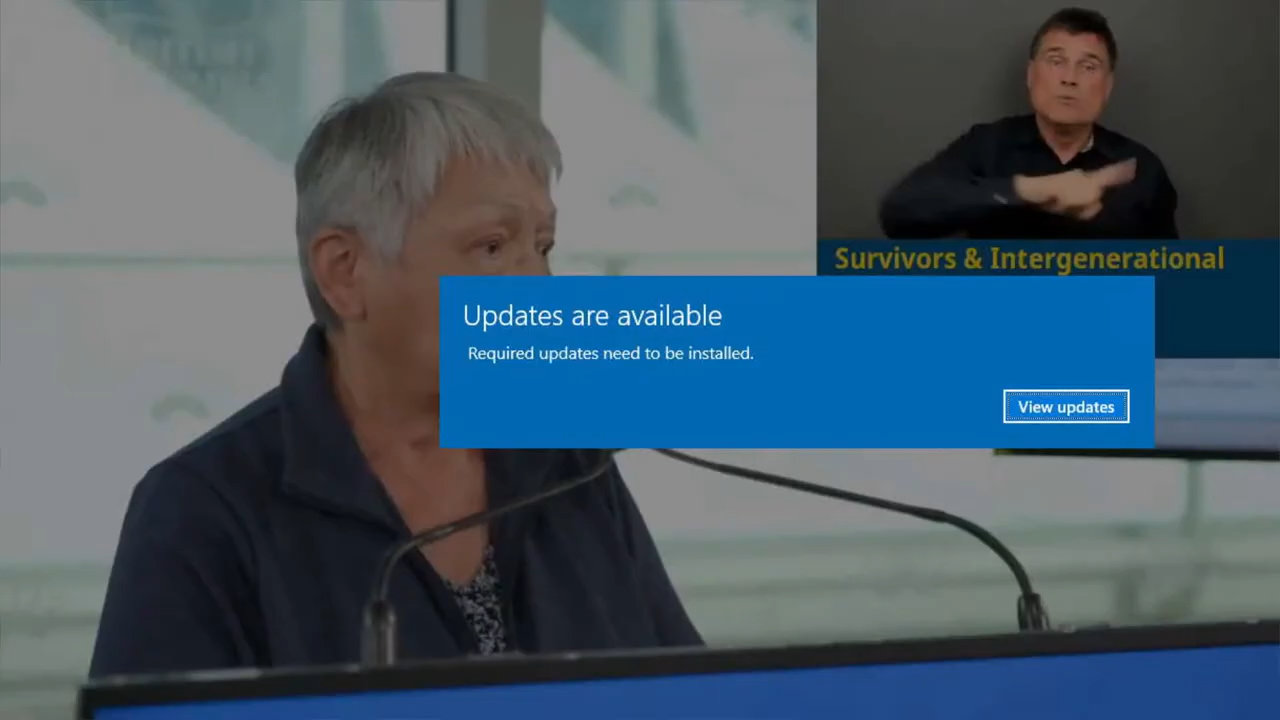 Survivors & Intergenerational
Updates are available
Required updates need to be installed.
View updates